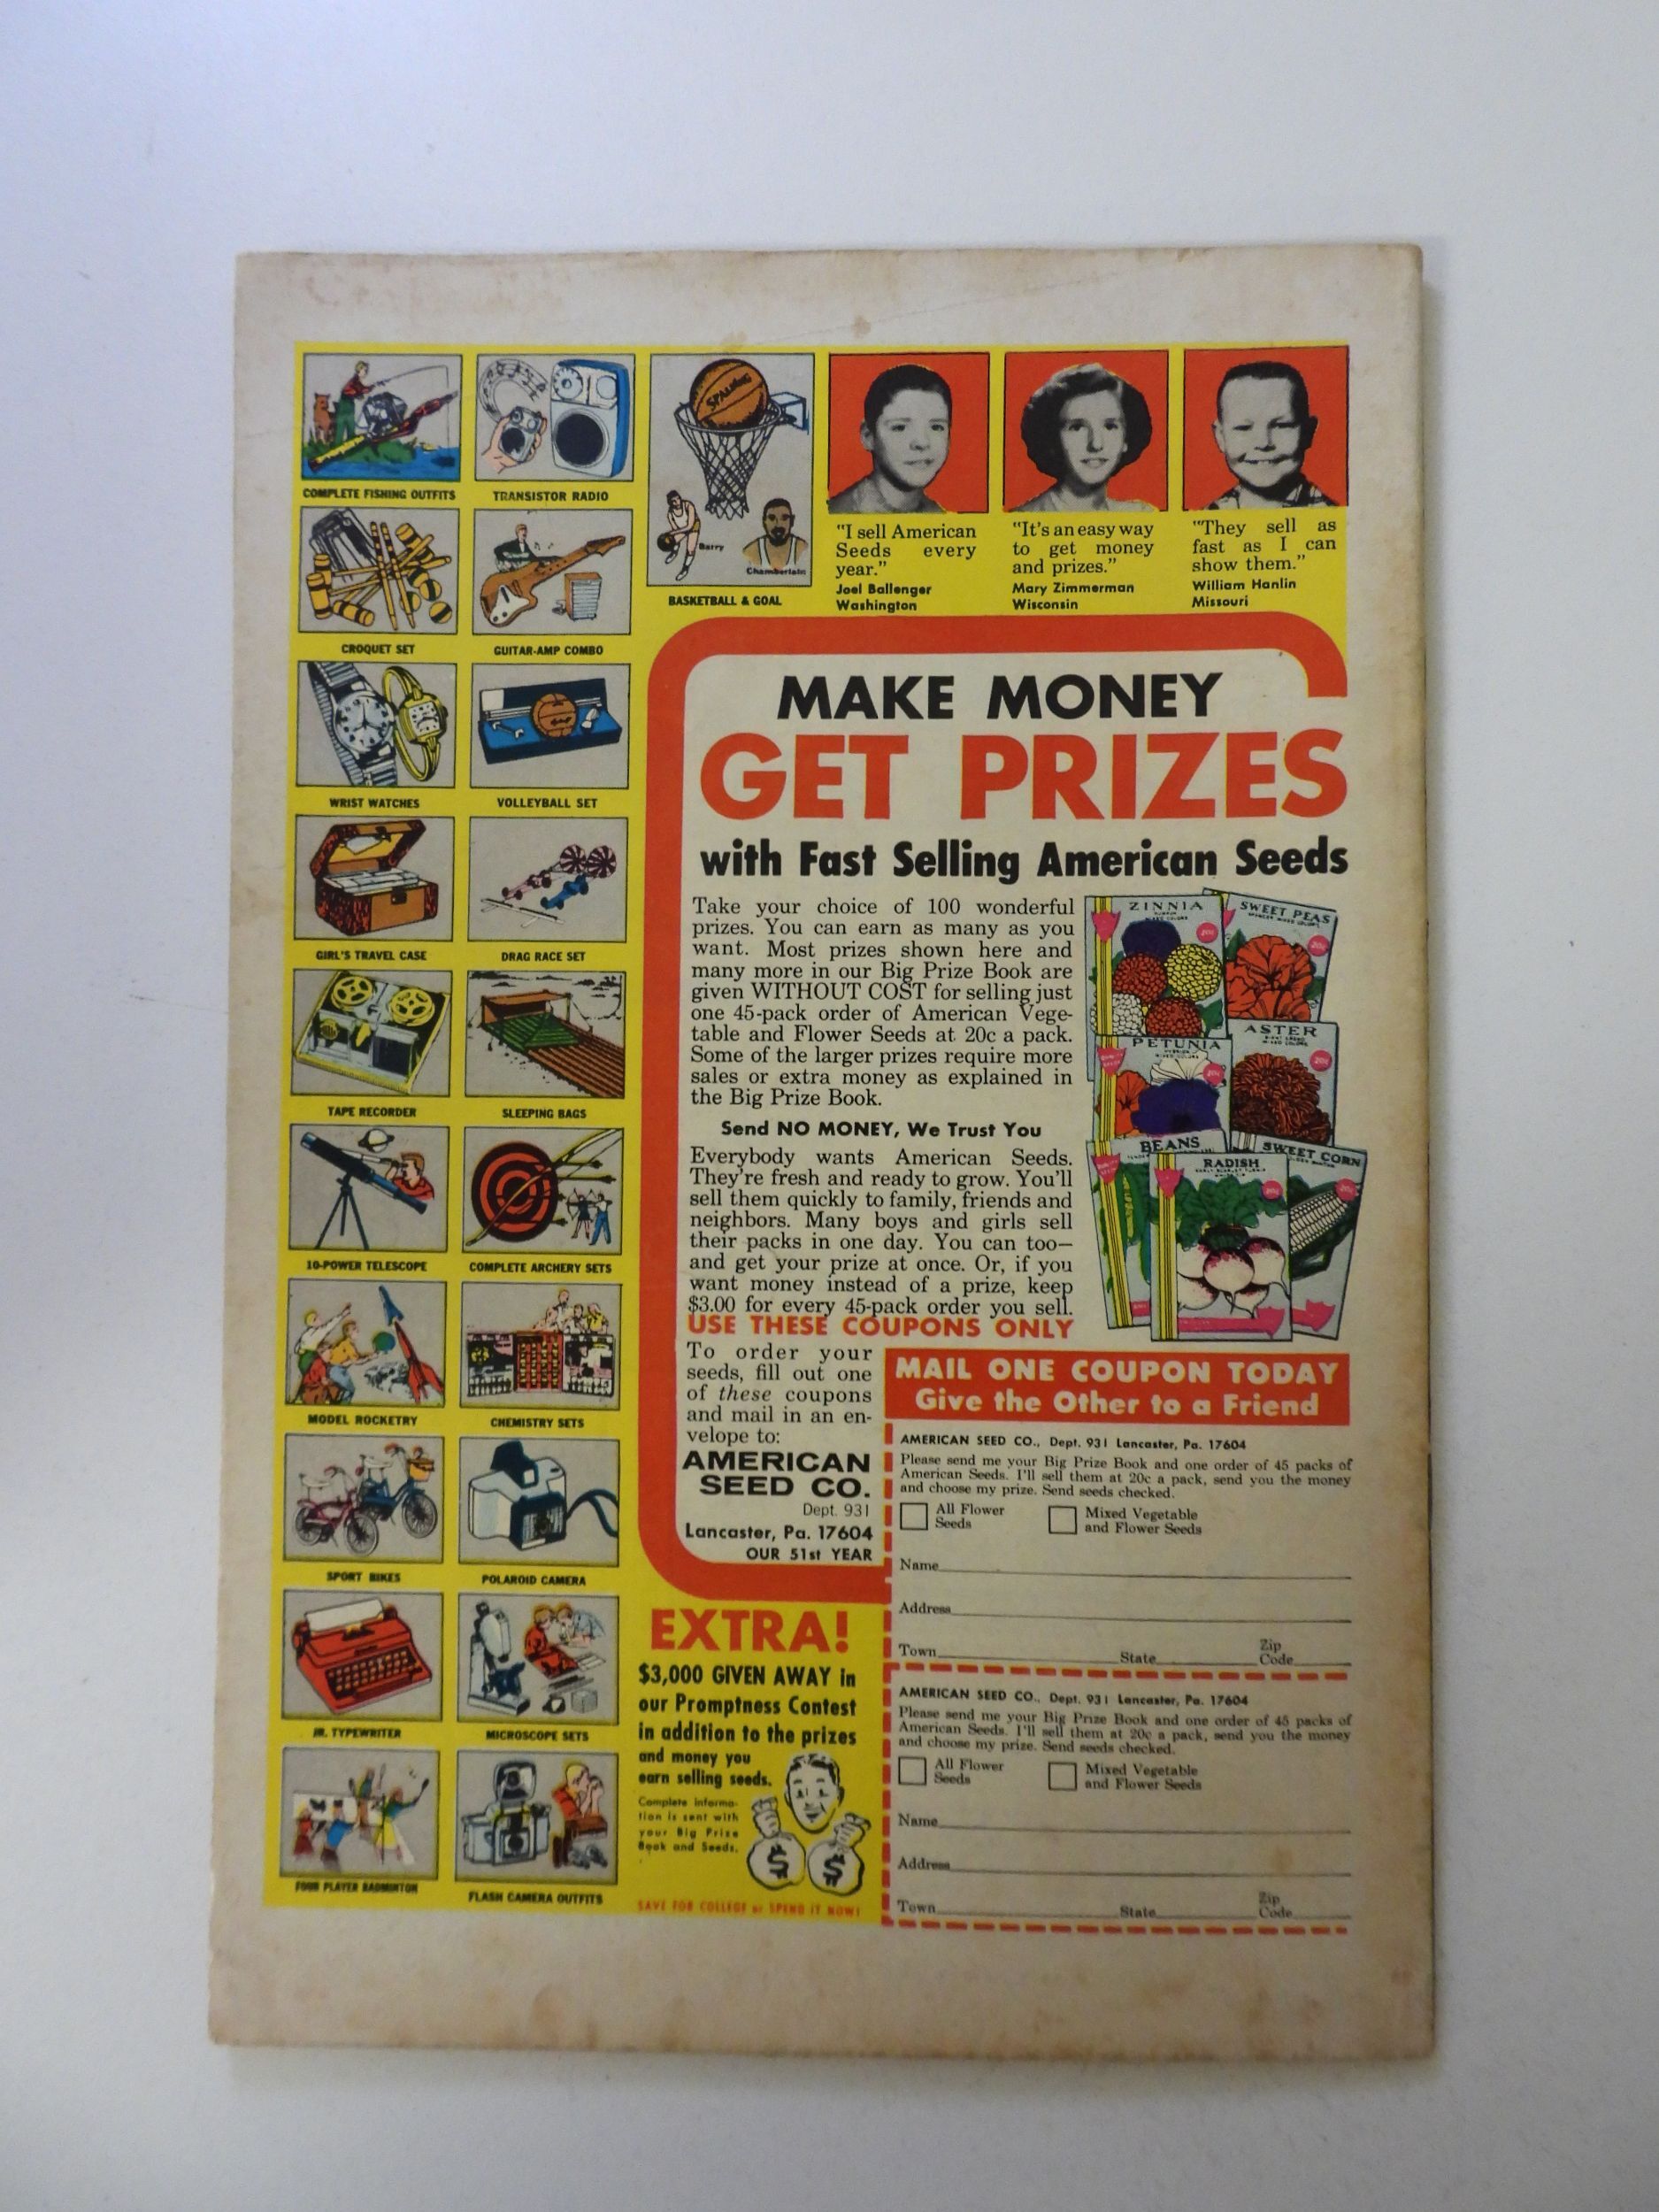 COMPLETE FISHING OUTFITS
TRANSISTOR RADIO
SPALDING
Barry
Chamberlain
BASKETBALL & GOAL
"I sell American
Seeds every
year."
Joel Ballenger
Washington
"It's an easy way
to get money
and prizes."
Mary Zimmerman
Wisconsin
"They sell as
fast as I can
show them."
William Hanlin
Missouri
CROQUET SET
GUITAR-AMP COMBO
WRIST WATCHES
VOLLEYBALL SET
GIRL'S TRAVEL CASE
DRAG RACE SET
TAPE RECORDER
SLEEPING BAGS
10-POWER TELESCOPE
COMPLETE ARCHERY SETS
MODEL ROCKETRY
CHEMISTRY SETS
SPORT BIKES
POLAROID CAMERA
JR. TYPEWRITER
MICROSCOPE SETS
FOUR PLAYER BADMINTON
FLASH CAMERA OUTFITS
MAKE MONEY
GET PRIZES
with Fast Selling American Seeds
Take your choice of 100 wonderful
prizes. You can earn as many as you
want. Most prizes shown here and
many more in our Big Prize Book are
given WITHOUT COST for selling just
one 45-pack order of American Vege-
table and Flower Seeds at 20c a pack.
Some of the larger prizes require more
sales or extra money as explained in
the Big Prize Book.
Send NO MONEY, We Trust You
Everybody wants American Seeds.
They're fresh and ready to grow. You'll
sell them quickly to family, friends and
neighbors. Many boys and girls sell
their packs in one day. You can too—
and get your prize at once. Or, if you
want money instead of a prize, keep
$3.00 for every 45-pack order you sell.
USE THESE COUPONS ONLY
To order your
seeds, fill out one
of these coupons
and mail in an en-
velope to:
AMERICAN
SEED CO.
Dept. 931
Lancaster, Pa. 17604
OUR 51st YEAR
ZINNIA
20c
SWEET PEAS
20c
PETUNIA
20c
ASTER
20c
BEANS
RADISH
20c
SWEET CORN
20c
MAIL ONE COUPON TODAY
Give the Other to a Friend
AMERICAN SEED CO., Dept. 931 Lancaster, Pa. 17604
Please send me your Big Prize Book and one order of 45 packs of
American Seeds. I'll sell them at 20c a pack, send you the money
and choose my prize. Send seeds checked.
All Flower
Seeds
Mixed Vegetable
and Flower Seeds
Name
Address
Town State Zip Code
AMERICAN SEED CO., Dept. 931 Lancaster, Pa. 17604
Please send me your Big Prize Book and one order of 45 packs of
American Seeds. I'll sell them at 20c a pack, send you the money
and choose my prize. Send seeds checked.
All Flower
Seeds
Mixed Vegetable
and Flower Seeds
Name
Address
Town State Zip Code
EXTRA!
$3,000 GIVEN AWAY in
our Promptness Contest
in addition to the prizes
and money you
earn selling seeds.
Complete informa-
tion is sent with
your Big Prize
Book and Seeds.
$ $
SAVE FOR COLLEGE or SPEND IT NOW!